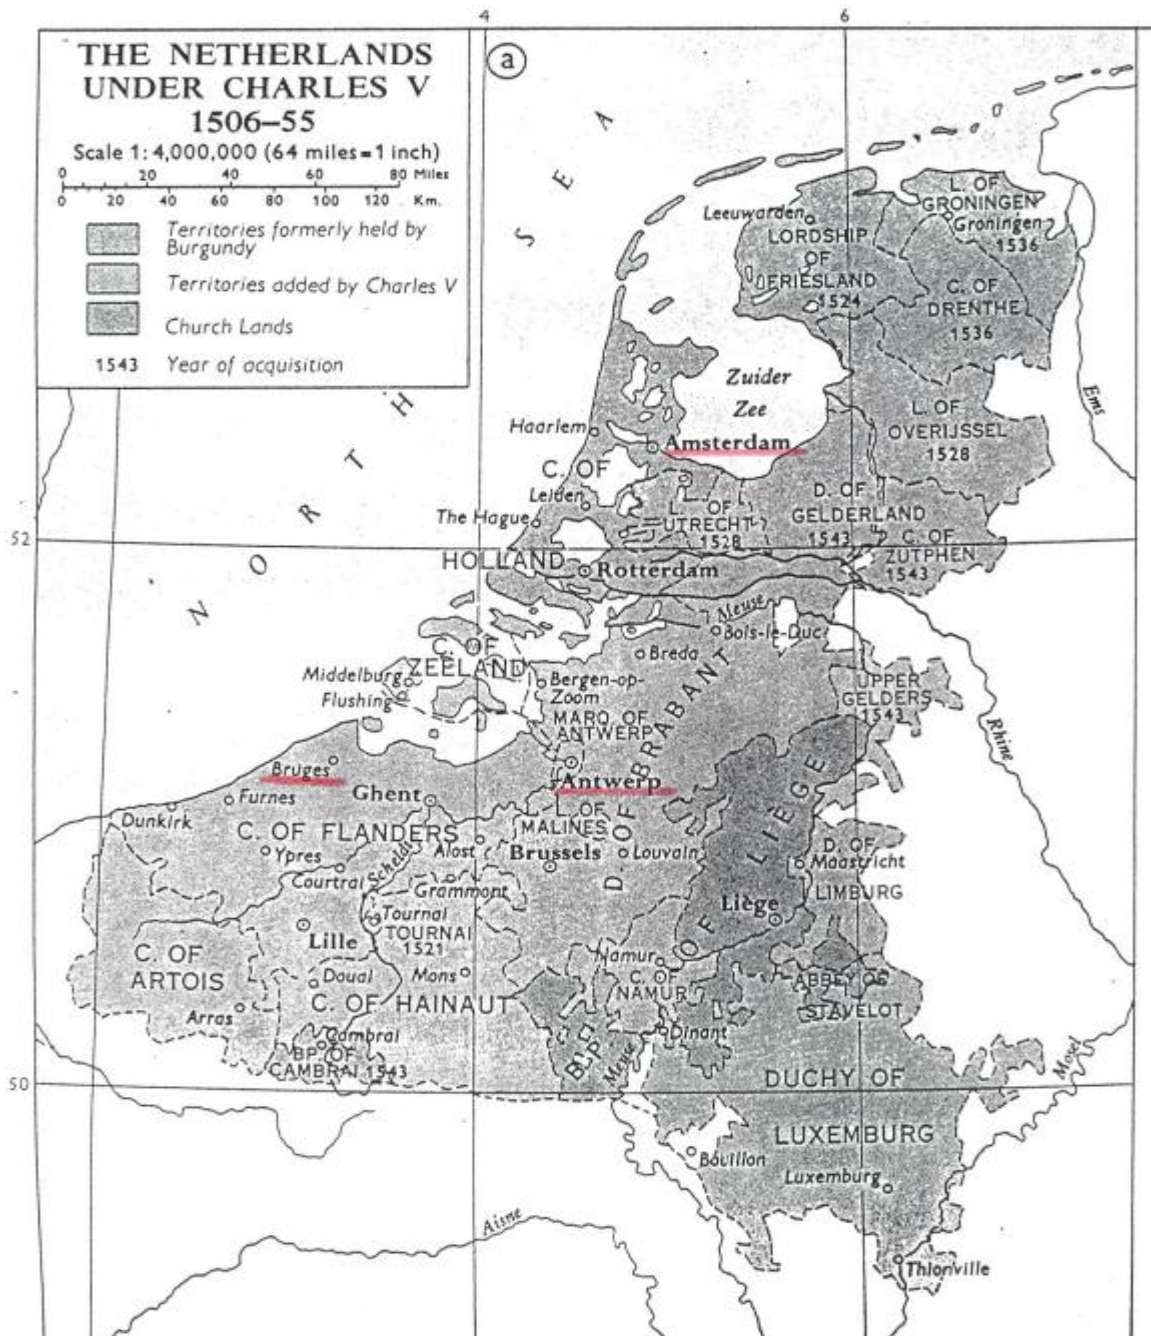 4
6
THE NETHERLANDS
UNDER CHARLES V
1506–55
Scale 1:4,000,000 (64 miles=1 inch)
0 20 40 60 80 Miles
0 20 40 60 80 100 120 Km.
Territories formerly held by
Burgundy
Territories added by Charles V
Church Lands
1543 Year of acquisition
a
NORTH SEA
L. OF
GRONINGEN
Groningen
1536
Leeuwarden
LORDSHIP
OF
FRIESLAND
1524
C. OF
DRENTHE
1536
Zuider
Zee
Ems
Haarlem
Amsterdam
L. OF
OVERIJSSEL
1528
C. OF
HOLLAND
Leiden
The Hague
L. OF
UTRECHT
1528
D. OF
GELDERLAND
1543
C. OF
ZUTPHEN
1543
52
Rotterdam
Meuse
Bois-le-Duc
Breda
C. OF
ZEELAND
Middelburg
Flushing
Bergen-op-
Zoom
MARQ OF
ANTWERP
UPPER
GELDERS
1543
Rhine
51
Bruges
Antwerp
Furnes
Ghent
Dunkirk
C. OF FLANDERS
L. OF
MALINES
D. OF BRABANT
BP. OF LIÈGE
Ypres
Alost
Brussels
Louvain
D. OF
Maastricht
LIMBURG
Courtrai
Scheldt
Grammont
Tournai
TOURNAI
1521
Lille
Liège
C. OF
ARTOIS
Douai
Mons
Namur
C. OF
NAMUR
ABBEY OF
STAVELOT
C. OF HAINAUT
Arras
Cambrai
BP. OF
CAMBRAI 1543
Dinant
Meuse
Mosel
50
DUCHY OF
LUXEMBURG
Bouillon
Luxemburg
Aisne
Thionville